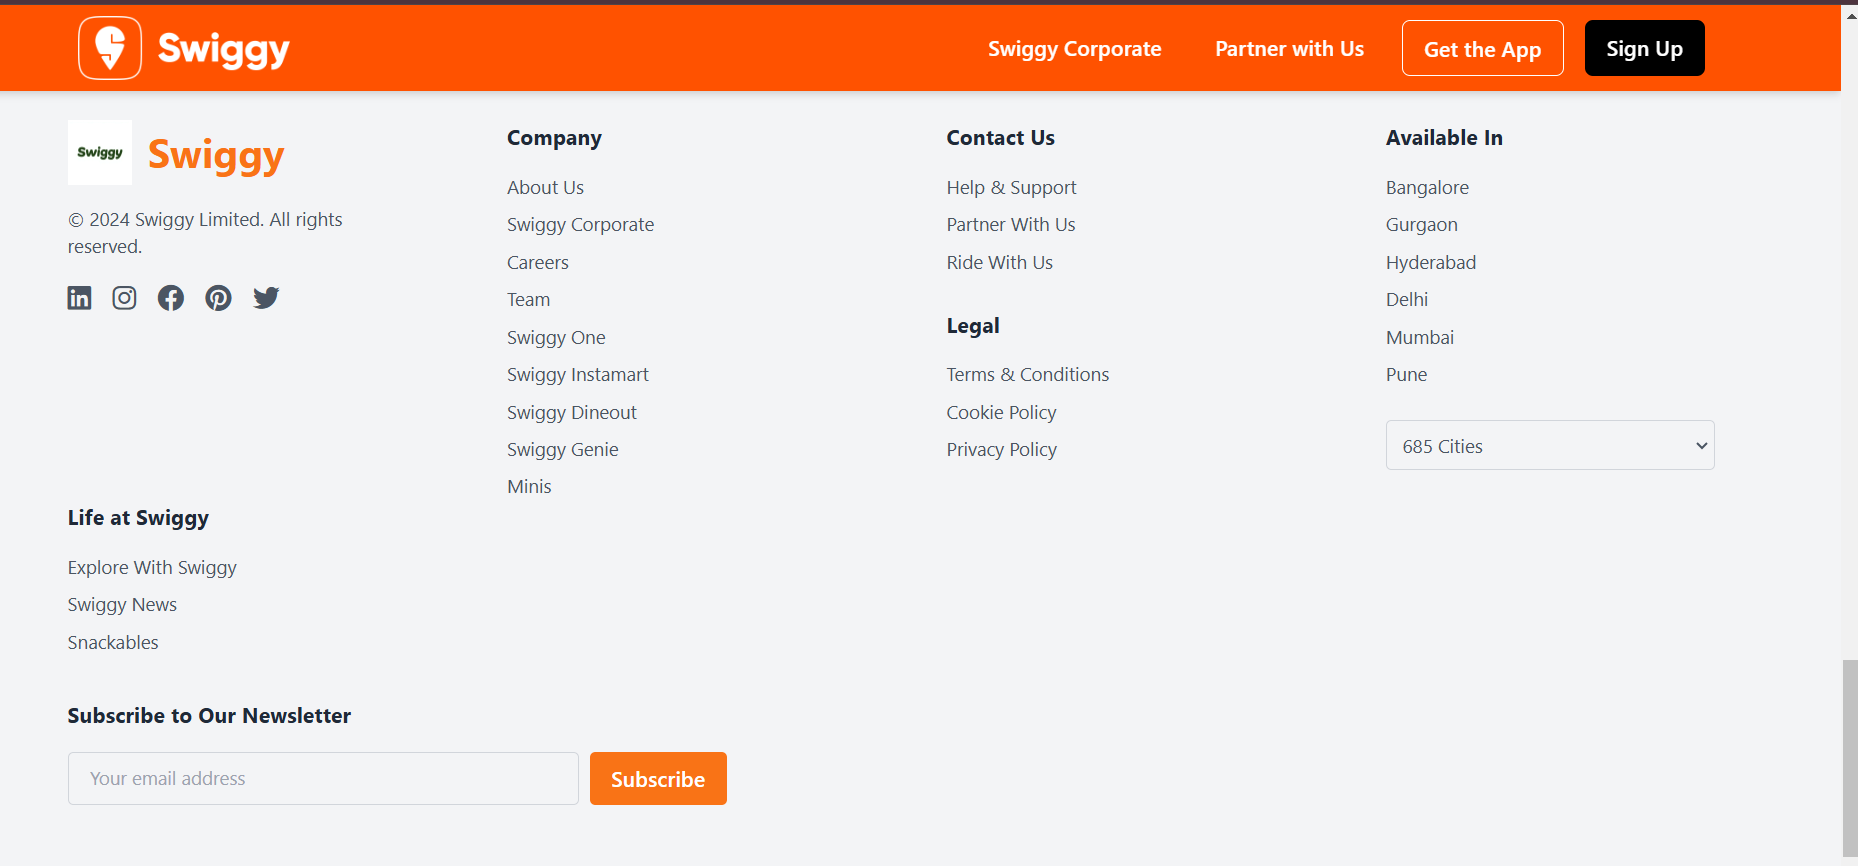 Swiggy
Swiggy Corporate
Partner with Us
Get the App
Sign Up
Swiggy
Swiggy
© 2024 Swiggy Limited. All rights
reserved.
Company
About Us
Swiggy Corporate
Careers
Team
Swiggy One
Swiggy Instamart
Swiggy Dineout
Swiggy Genie
Minis
Contact Us
Help & Support
Partner With Us
Ride With Us
Legal
Terms & Conditions
Cookie Policy
Privacy Policy
Available In
Bangalore
Gurgaon
Hyderabad
Delhi
Mumbai
Pune
685 Cities
Life at Swiggy
Explore With Swiggy
Swiggy News
Snackables
Subscribe to Our Newsletter
Your email address
Subscribe